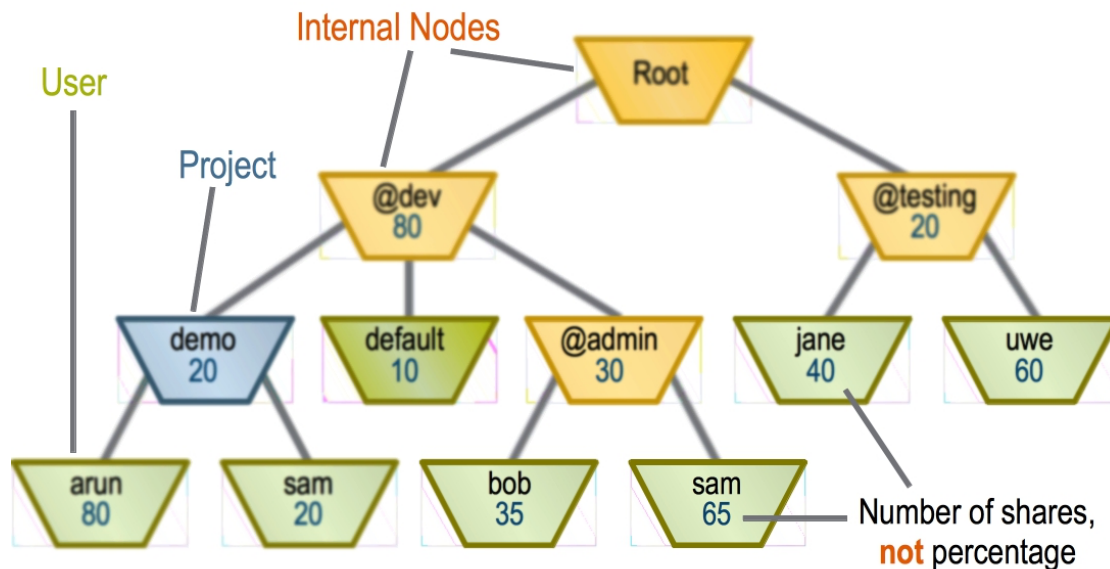 Internal Nodes
Root
User
Project
@dev
80
@testing
20
demo
20
default
10
@admin
30
jane
40
uwe
60
arun
80
sam
20
bob
35
sam
65
Number of shares,
not percentage